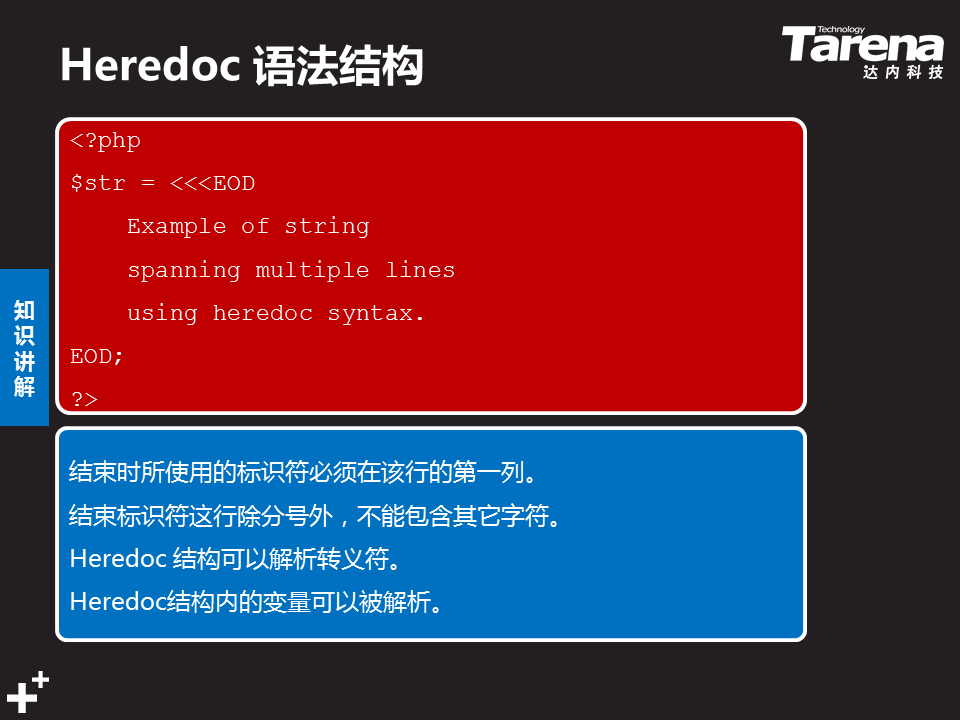 Heredoc 语法结构
Technology
Tarena
达内科技
<?php
$str = <<<EOD
    Example of string
    spanning multiple lines
    using heredoc syntax.
EOD;
?>
知识讲解
结束时所使用的标识符必须在该行的第一列。
结束标识符这行除分号外，不能包含其它字符。
Heredoc 结构可以解析转义符。
Heredoc结构内的变量可以被解析。